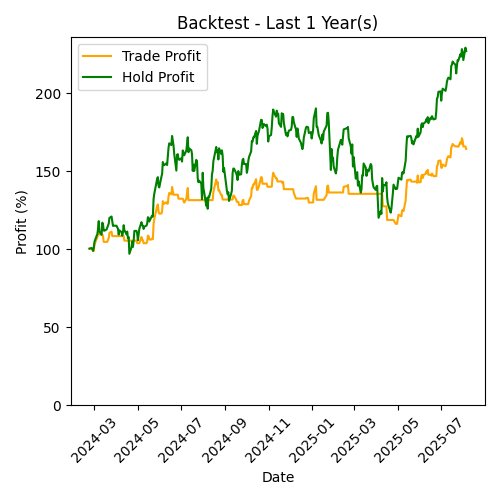 Backtest - Last 1 Year(s)
Trade Profit
Hold Profit
Profit (%)
200
150
100
50
0
2024-03
2024-05
2024-07
2024-09
2024-11
2025-01
2025-03
2025-05
2025-07
Date